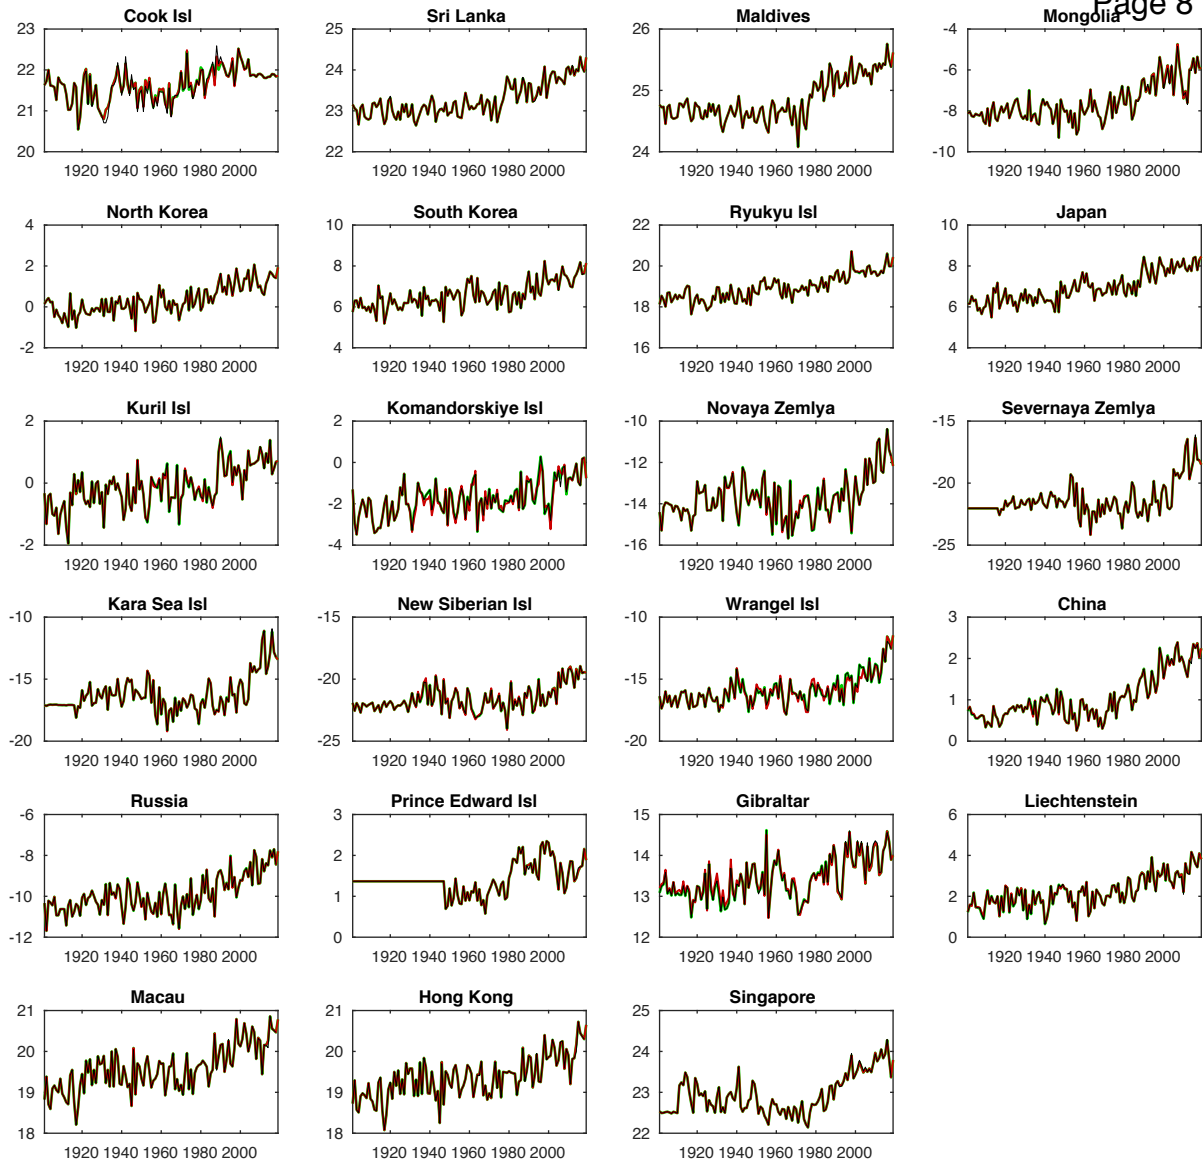 Page 8
Cook Isl Sri Lanka Maldives Mongolia
23 25 26 -4
22 24 25 -6
21 23 -8
20 22 24 -10
1920 1940 1960 1980 2000 1920 1940 1960 1980 2000 1920 1940 1960 1980 2000 1920 1940 1960 1980 2000
North Korea South Korea Ryukyu Isl Japan
4 10 22 10
2 8 20 8
0 6 18 6
-2 4 16 4
1920 1940 1960 1980 2000 1920 1940 1960 1980 2000 1920 1940 1960 1980 2000 1920 1940 1960 1980 2000
Kuril Isl Komandorskiye Isl Novaya Zemlya Severnaya Zemlya
2 2 -10 -15
0 0 -12 -20
-2 -14
-2 -4 -16 -25
1920 1940 1960 1980 2000 1920 1940 1960 1980 2000 1920 1940 1960 1980 2000 1920 1940 1960 1980 2000
Kara Sea Isl New Siberian Isl Wrangel Isl China
-10 -15 -10 3
-15 -20 -15 2
1
-20 -25 -20 0
1920 1940 1960 1980 2000 1920 1940 1960 1980 2000 1920 1940 1960 1980 2000 1920 1940 1960 1980 2000
Russia Prince Edward Isl Gibraltar Liechtenstein
-6 3 15 6
-8 2 14 4
-10 1 13 2
-12 0 12 0
1920 1940 1960 1980 2000 1920 1940 1960 1980 2000 1920 1940 1960 1980 2000 1920 1940 1960 1980 2000
Macau Hong Kong Singapore
21 21 25
20 20 24
19 19 23
18 18 22
1920 1940 1960 1980 2000 1920 1940 1960 1980 2000 1920 1940 1960 1980 2000